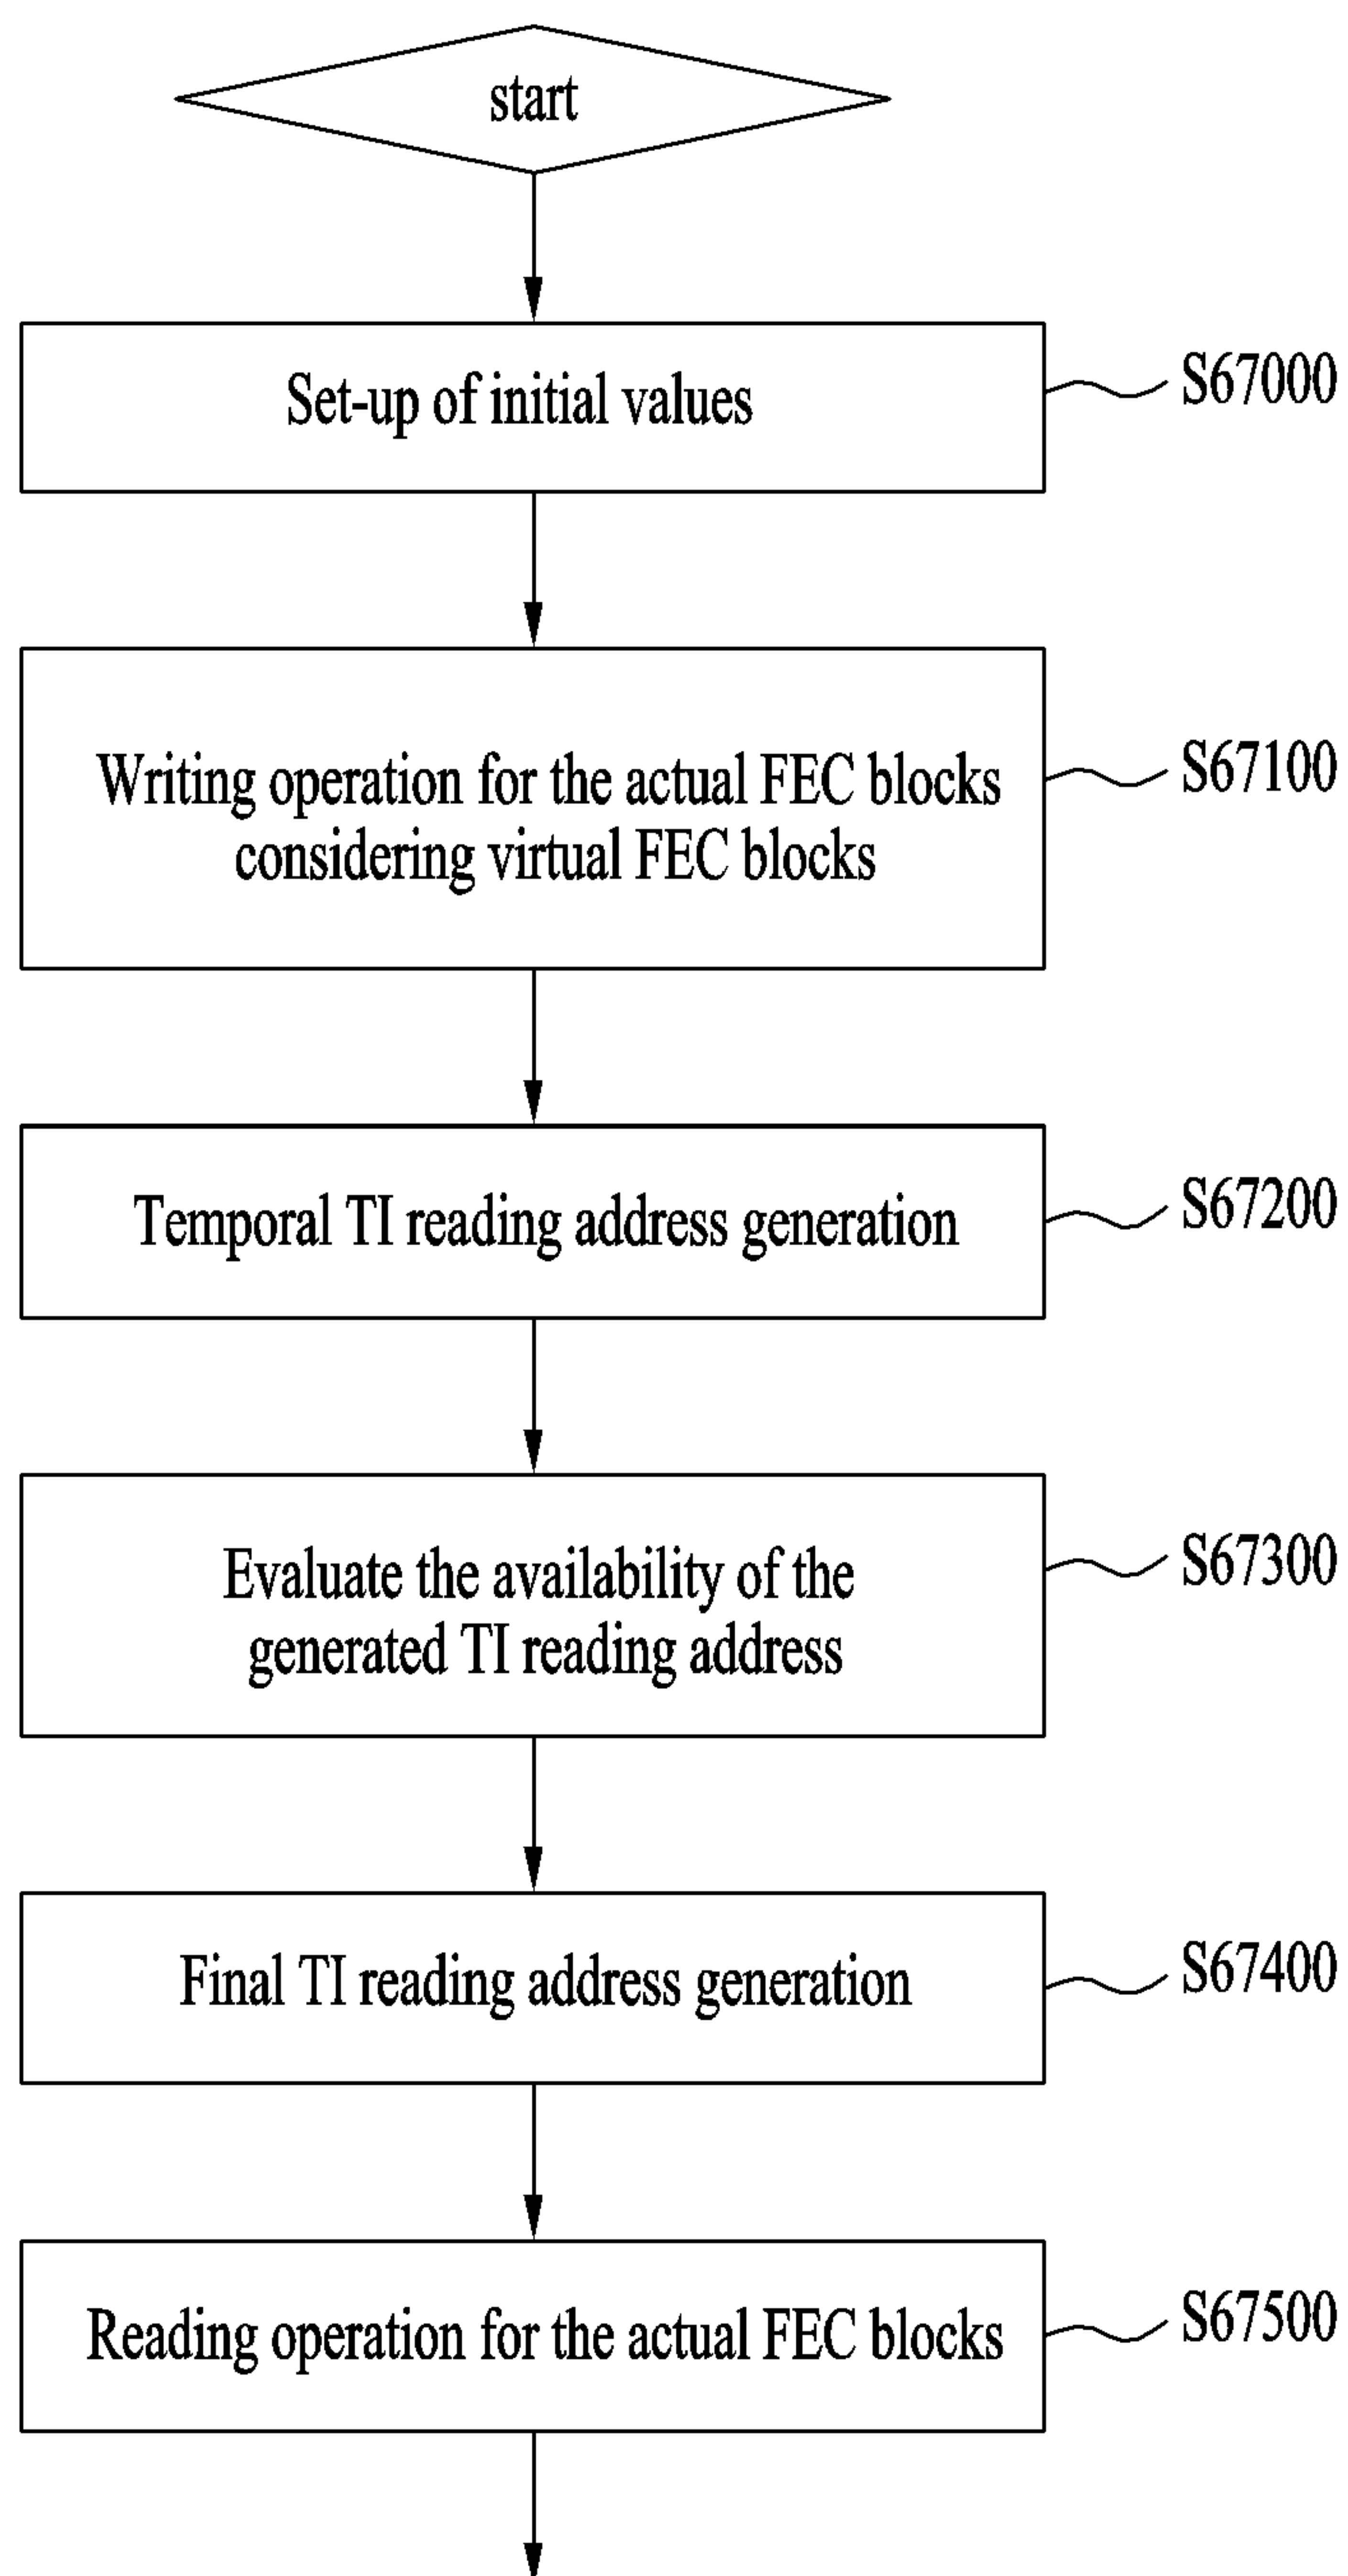 start
Set-up of initial values
S67000
Writing operation for the actual FEC blocks
considering virtual FEC blocks
S67100
Temporal TI reading address generation
S67200
Evaluate the availability of the
generated TI reading address
S67300
Final TI reading address generation
S67400
Reading operation for the actual FEC blocks
S67500